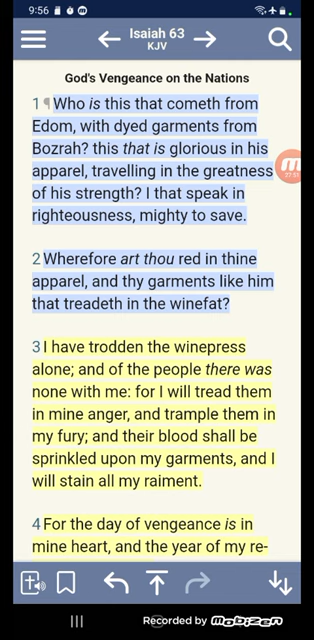 9:56
Isaiah 63
KJV
God's Vengeance on the Nations
1 ¶ Who is this that cometh from
Edom, with dyed garments from
Bozrah? this that is glorious in his
apparel, travelling in the greatness
of his strength? I that speak in
righteousness, mighty to save.
2 Wherefore art thou red in thine
apparel, and thy garments like him
that treadeth in the winefat?
3 I have trodden the winepress
alone; and of the people there was
none with me: for I will tread them
in mine anger, and trample them in
my fury; and their blood shall be
sprinkled upon my garments, and I
will stain all my raiment.
4 For the day of vengeance is in
mine heart, and the year of my re-
Recorded by Mobizen